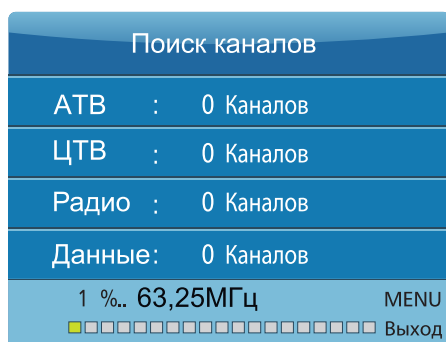 Поиск каналов
АТВ : 0 Каналов
ЦТВ : 0 Каналов
Радио : 0 Каналов
Данные: 0 Каналов
1 %.. 63,25МГц MENU
Выход